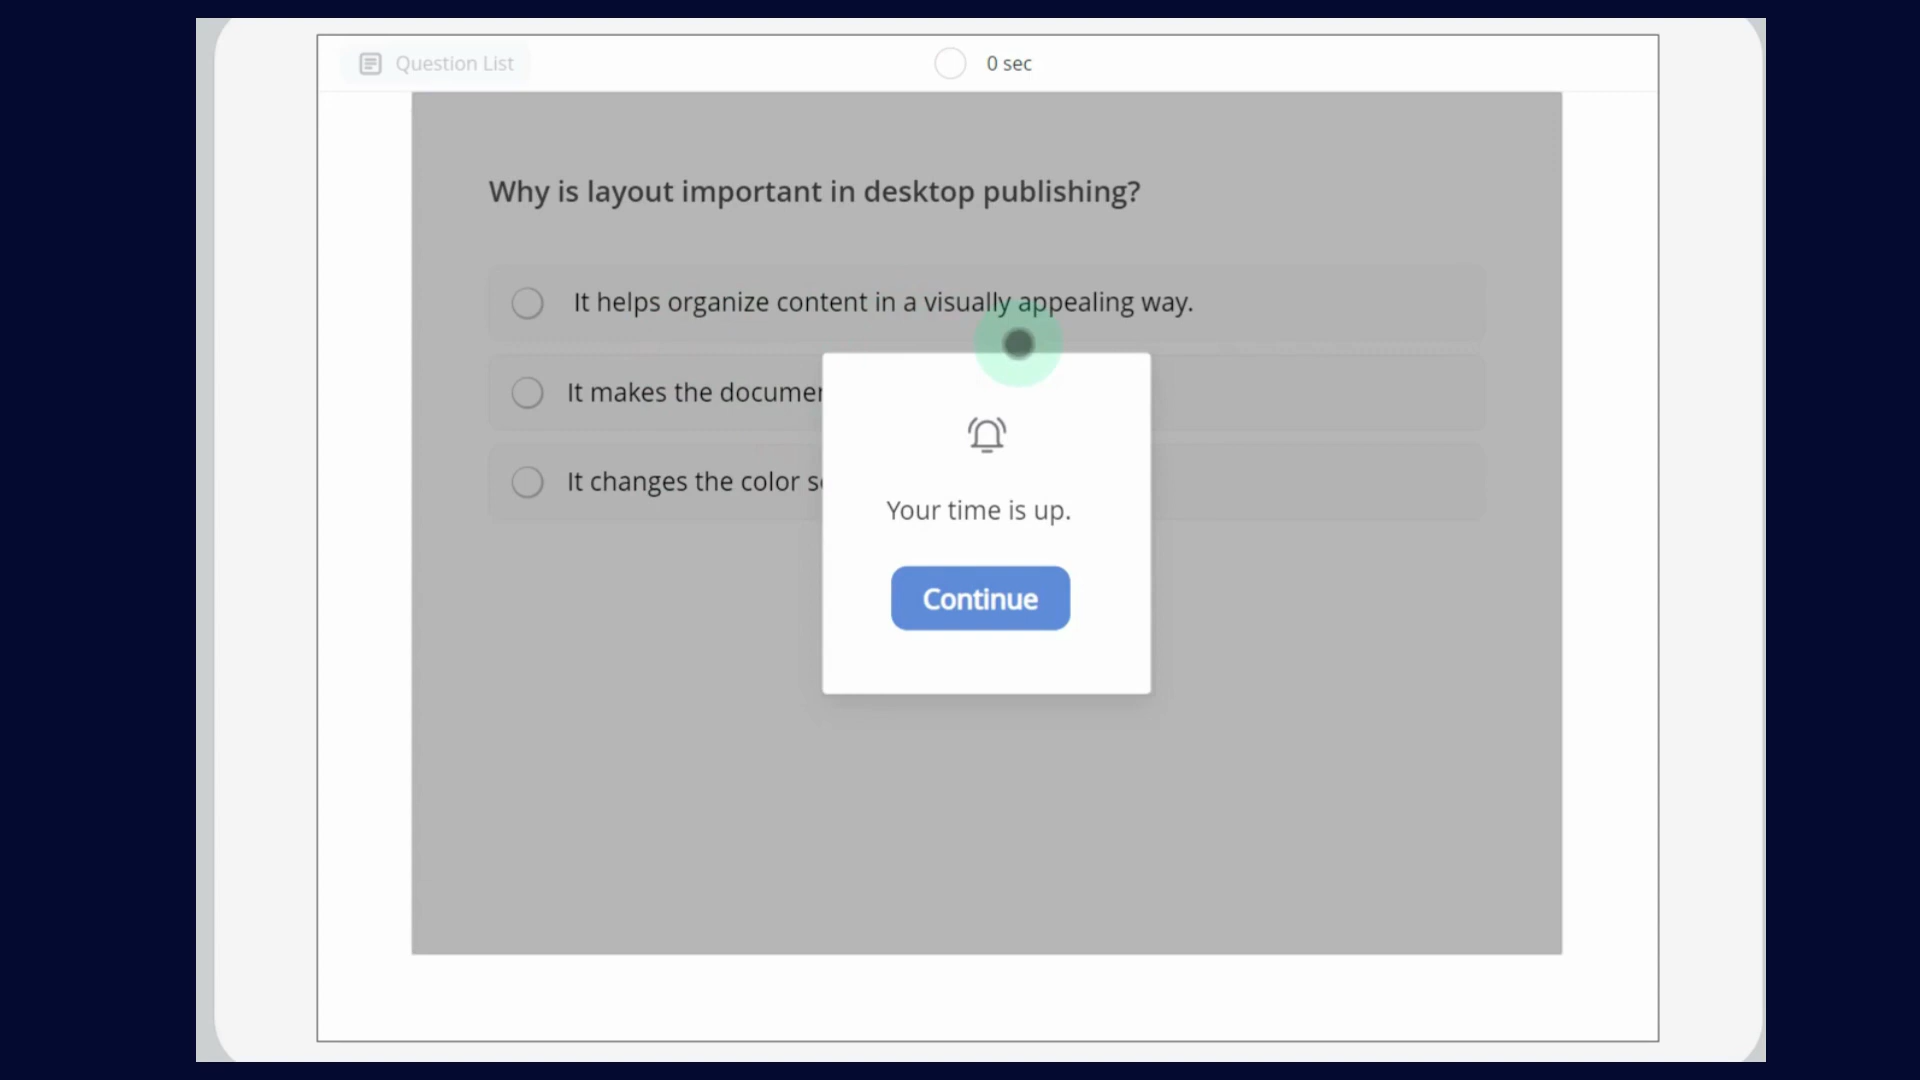 Question List
0 sec
Why is layout important in desktop publishing?
It helps organize content in a visually appealing way.
It makes the
It changes the color
Your time is up.
Continue